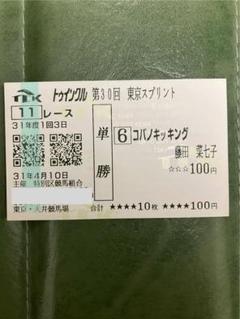 TCK トゥインクル 第30回 東京スプリント
11 レース
31年度1回3日
単勝
6 コパノキッキング
藤田 菜七子
☆☆☆100円
31年4月10日
主催 特別区競馬組合
東京・大井競馬場
合計 ★★★★10枚 ★★★★100円